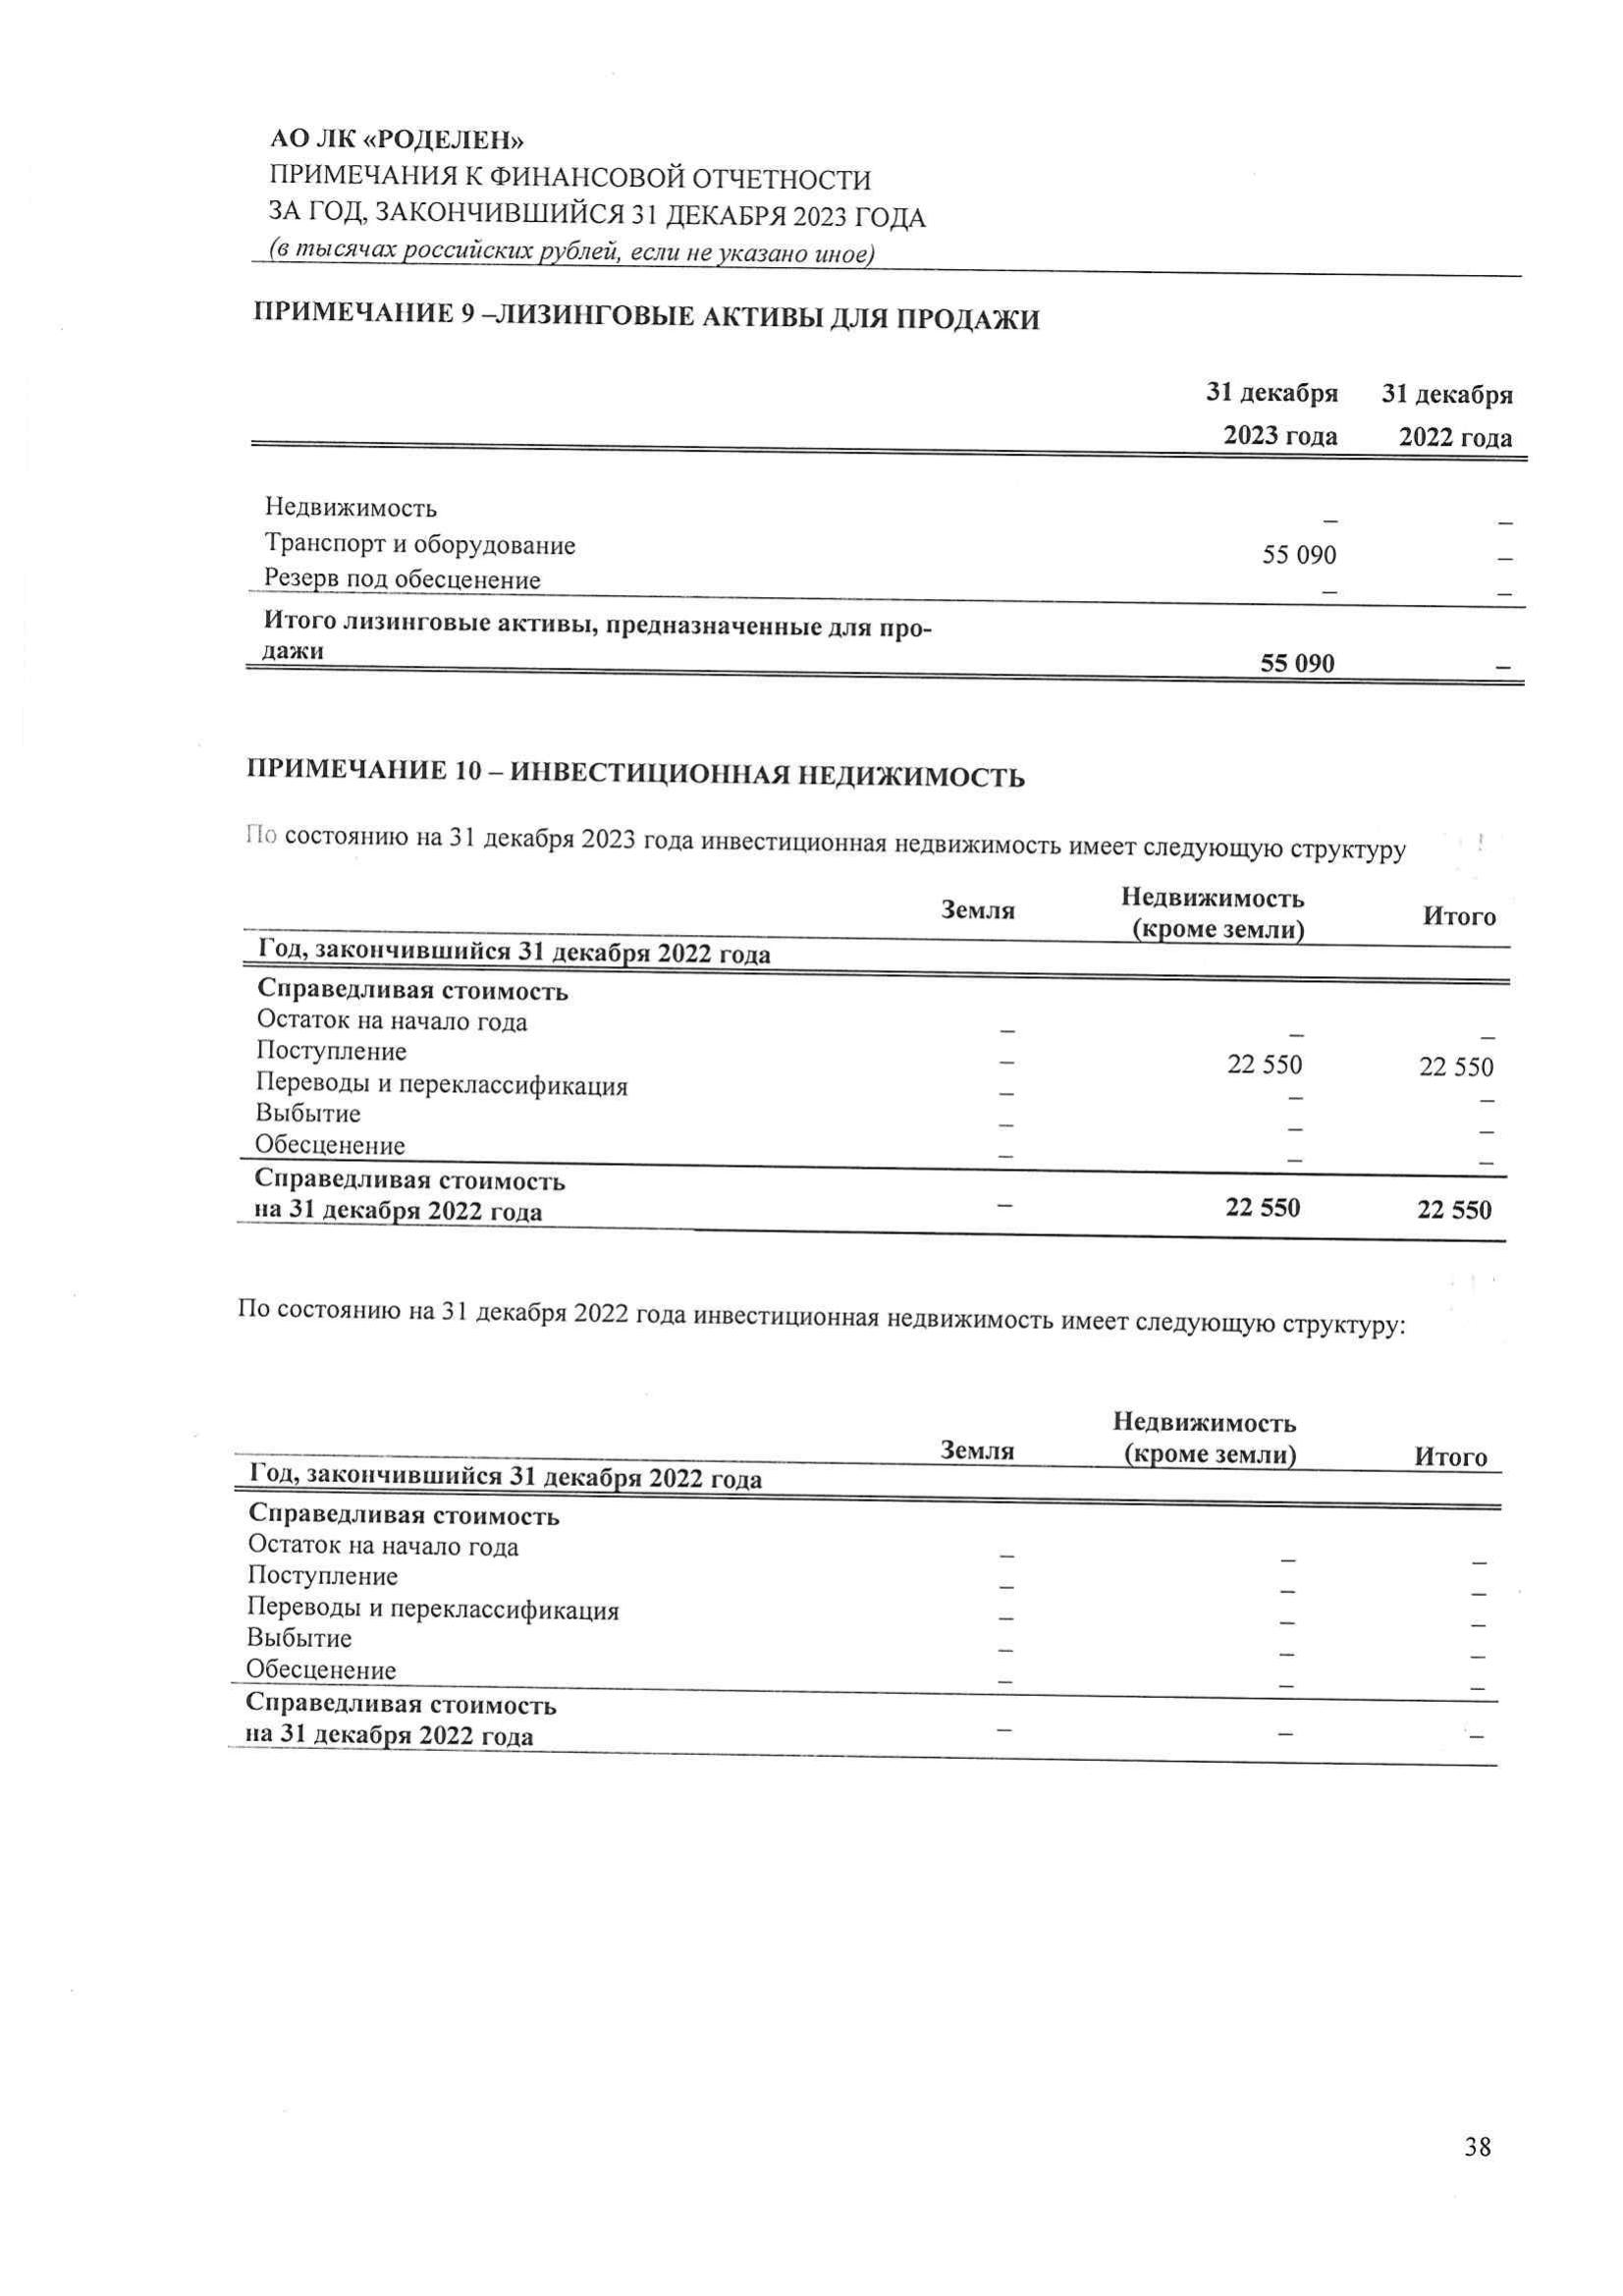 АО ЛК «РОДЕЛЕН»
ПРИМЕЧАНИЯ К ФИНАНСОВОЙ ОТЧЕТНОСТИ
ЗА ГОД, ЗАКОНЧИВШИЙСЯ 31 ДЕКАБРЯ 2023 ГОДА
(в тысячах российских рублей, если не указано иное)
ПРИМЕЧАНИЕ 9 –ЛИЗИНГОВЫЕ АКТИВЫ ДЛЯ ПРОДАЖИ
31 декабря 31 декабря
2023 года 2022 года
Недвижимость – –
Транспорт и оборудование 55 090 –
Резерв под обесценение – –
Итого лизинговые активы, предназначенные для про-
дажи 55 090 –
ПРИМЕЧАНИЕ 10 – ИНВЕСТИЦИОННАЯ НЕДИЖИМОСТЬ
По состоянию на 31 декабря 2023 года инвестиционная недвижимость имеет следующую структуру
Недвижимость
Земля (кроме земли) Итого
Год, закончившийся 31 декабря 2022 года
Справедливая стоимость
Остаток на начало года – – –
Поступление – 22 550 22 550
Переводы и переклассификация – – –
Выбытие – – –
Обесценение – – –
Справедливая стоимость
на 31 декабря 2022 года – 22 550 22 550
По состоянию на 31 декабря 2022 года инвестиционная недвижимость имеет следующую структуру:
Недвижимость
Земля (кроме земли) Итого
Год, закончившийся 31 декабря 2022 года
Справедливая стоимость
Остаток на начало года – – –
Поступление – – –
Переводы и переклассификация – – –
Выбытие – – –
Обесценение – – –
Справедливая стоимость
на 31 декабря 2022 года – – –
38